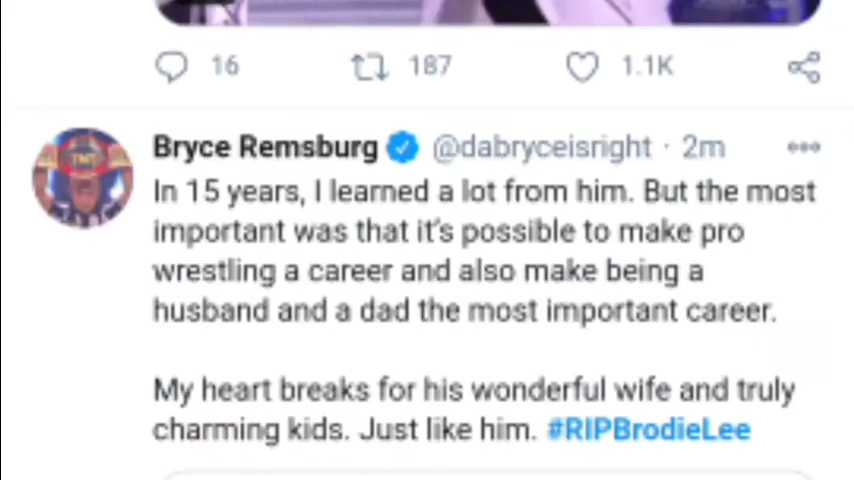 16 187 1.1K
Bryce Remsburg @dabryceisright · 2m
In 15 years, I learned a lot from him. But the most
important was that it's possible to make pro
wrestling a career and also make being a
husband and a dad the most important career.
My heart breaks for his wonderful wife and truly
charming kids. Just like him. #RIPBrodieLee
TNT